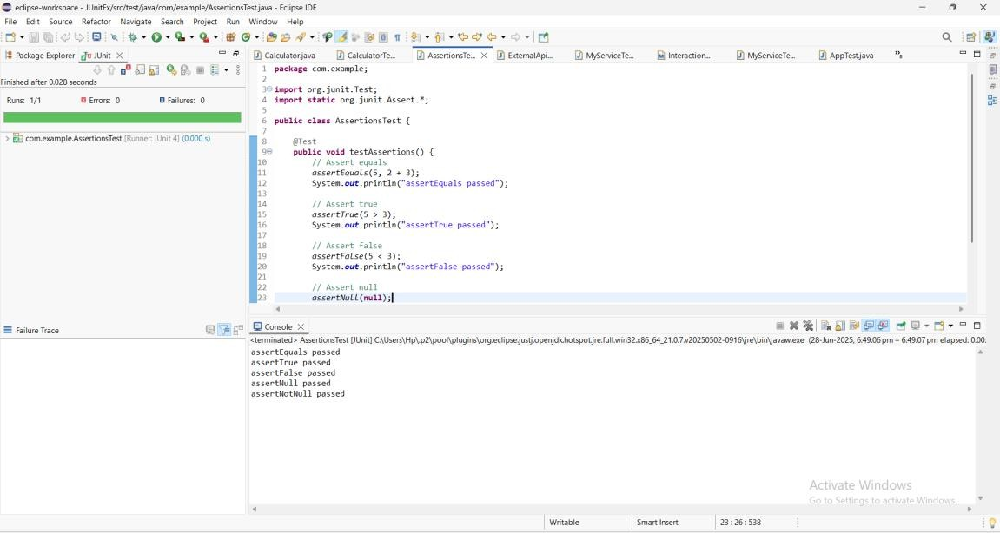 eclipse-workspace - JUnitEx/src/test/java/com/example/AssertionsTest.java - Eclipse IDE
File Edit Source Refactor Navigate Search Project Run Window Help
Package Explorer JUnit
Finished after 0.028 seconds
Runs: 1/1 Errors: 0 Failures: 0
com.example.AssertionsTest [Runner: JUnit 4] (0.000 s)
Failure Trace
Calculator.java CalculatorTe... AssertionsTe... ExternalApi... MyServiceTe... Interaction... MyServiceTe... AppTest.java »8
1 package com.example;
2
3 import org.junit.Test;
4 import static org.junit.Assert.*;
5
6 public class AssertionsTest {
7
8 @Test
9 public void testAssertions() {
10 // Assert equals
11 assertEquals(5, 2 + 3);
12 System.out.println("assertEquals passed");
13
14 // Assert true
15 assertTrue(5 > 3);
16 System.out.println("assertTrue passed");
17
18 // Assert false
19 assertFalse(5 < 3);
20 System.out.println("assertFalse passed");
21
22 // Assert null
23 assertNull(null);
Console
<terminated> AssertionsTest [JUnit] C:\Users\Hp\.p2\pool\plugins\org.eclipse.justj.openjdk.hotspot.jre.full.win32.x86_64_21.0.7.v20250502-0916\jre\bin\javaw.exe (28-Jun-2025, 6:49:06 pm – 6:49:07 pm elapsed: 0:00:
assertEquals passed
assertTrue passed
assertFalse passed
assertNull passed
assertNotNull passed
Activate Windows
Go to Settings to activate Windows.
Writable Smart Insert 23 : 26 : 538